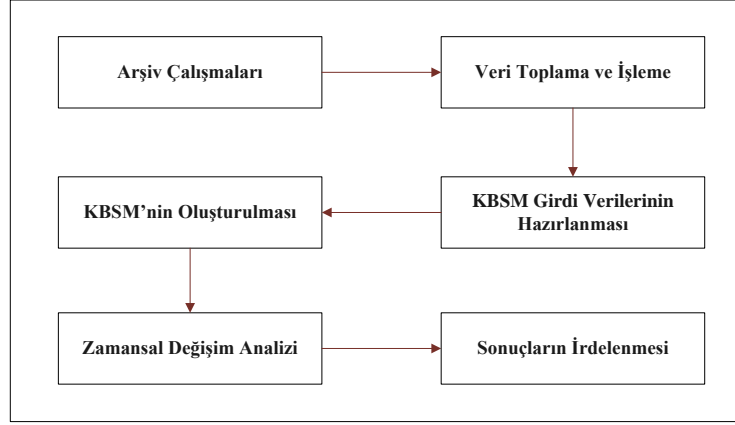 Arşiv Çalışmaları
Veri Toplama ve İşleme
KBSM Girdi Verilerinin
Hazırlanması
KBSM’nin Oluşturulması
Zamansal Değişim Analizi
Sonuçların İrdelenmesi